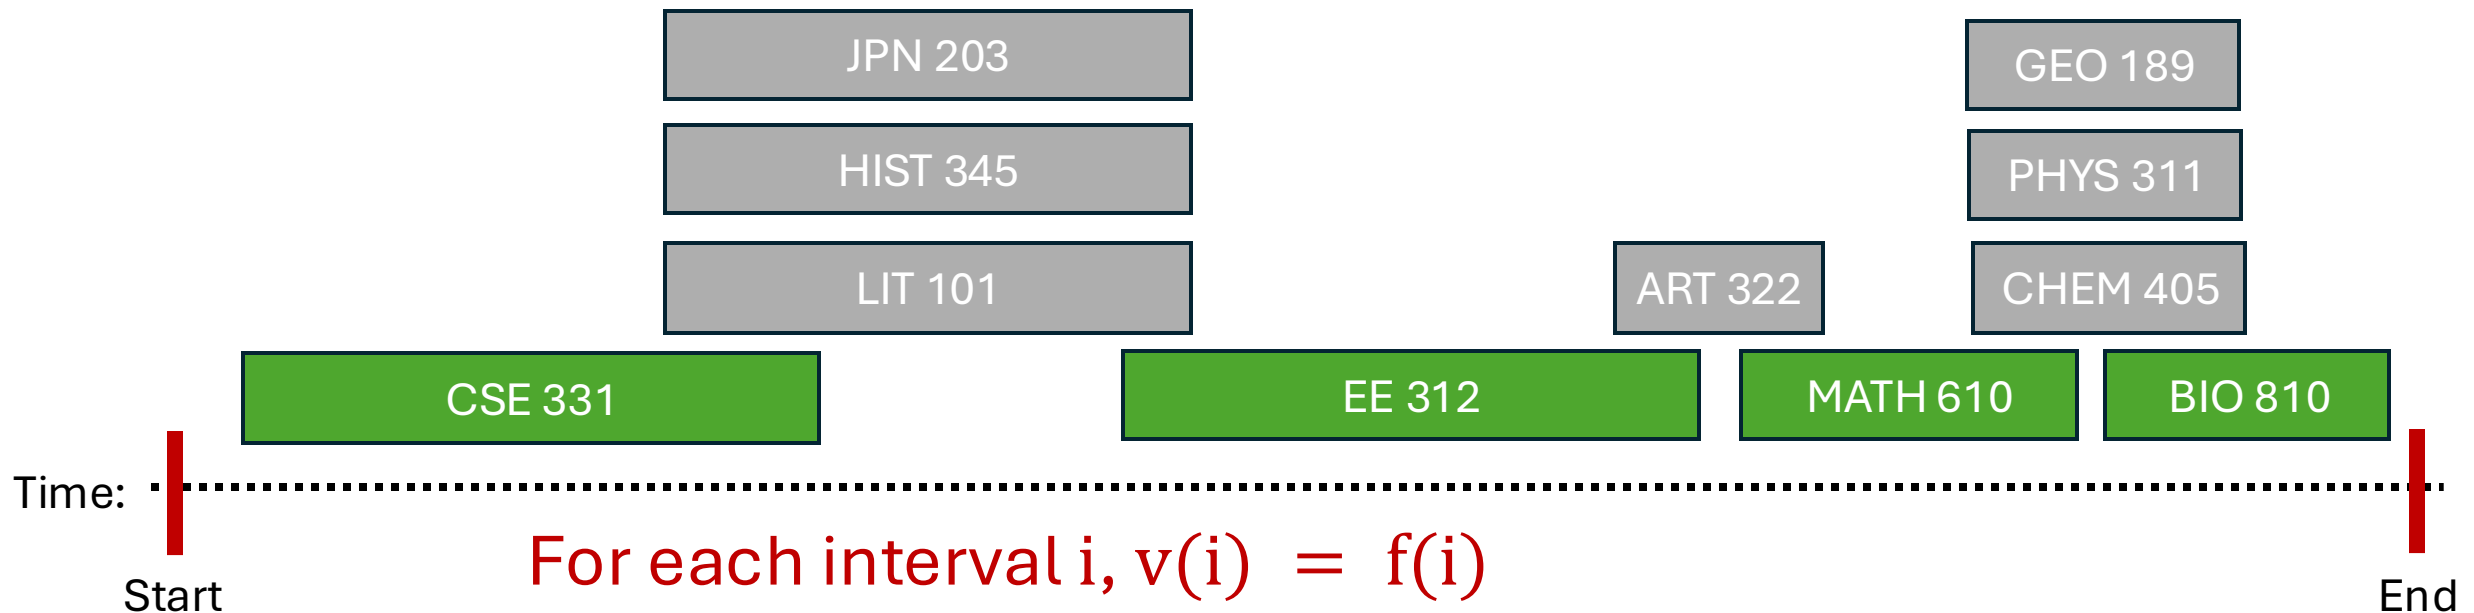 JPN 203
GEO 189
HIST 345
PHYS 311
LIT 101
ART 322
CHEM 405
CSE 331
EE 312
MATH 610
BIO 810
Time:
For each interval i, v(i) = f(i)
Start
End